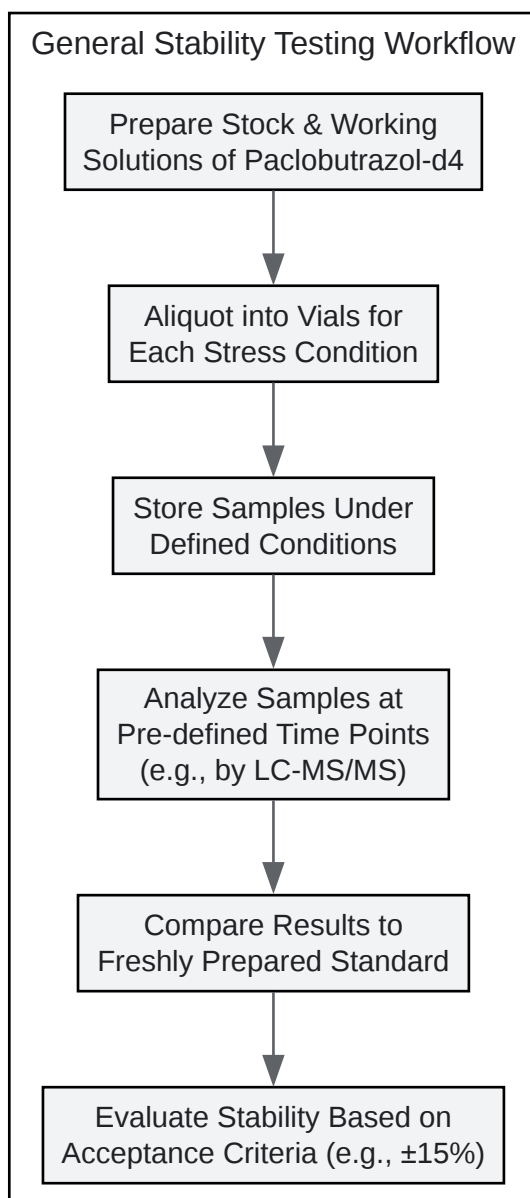 General Stability Testing Workflow
Prepare Stock & Working
Solutions of Paclobutrazol-d4
Aliquot into Vials for
Each Stress Condition
Store Samples Under
Defined Conditions
Analyze Samples at
Pre-defined Time Points
(e.g., by LC-MS/MS)
Compare Results to
Freshly Prepared Standard
Evaluate Stability Based on
Acceptance Criteria (e.g., ±15%)